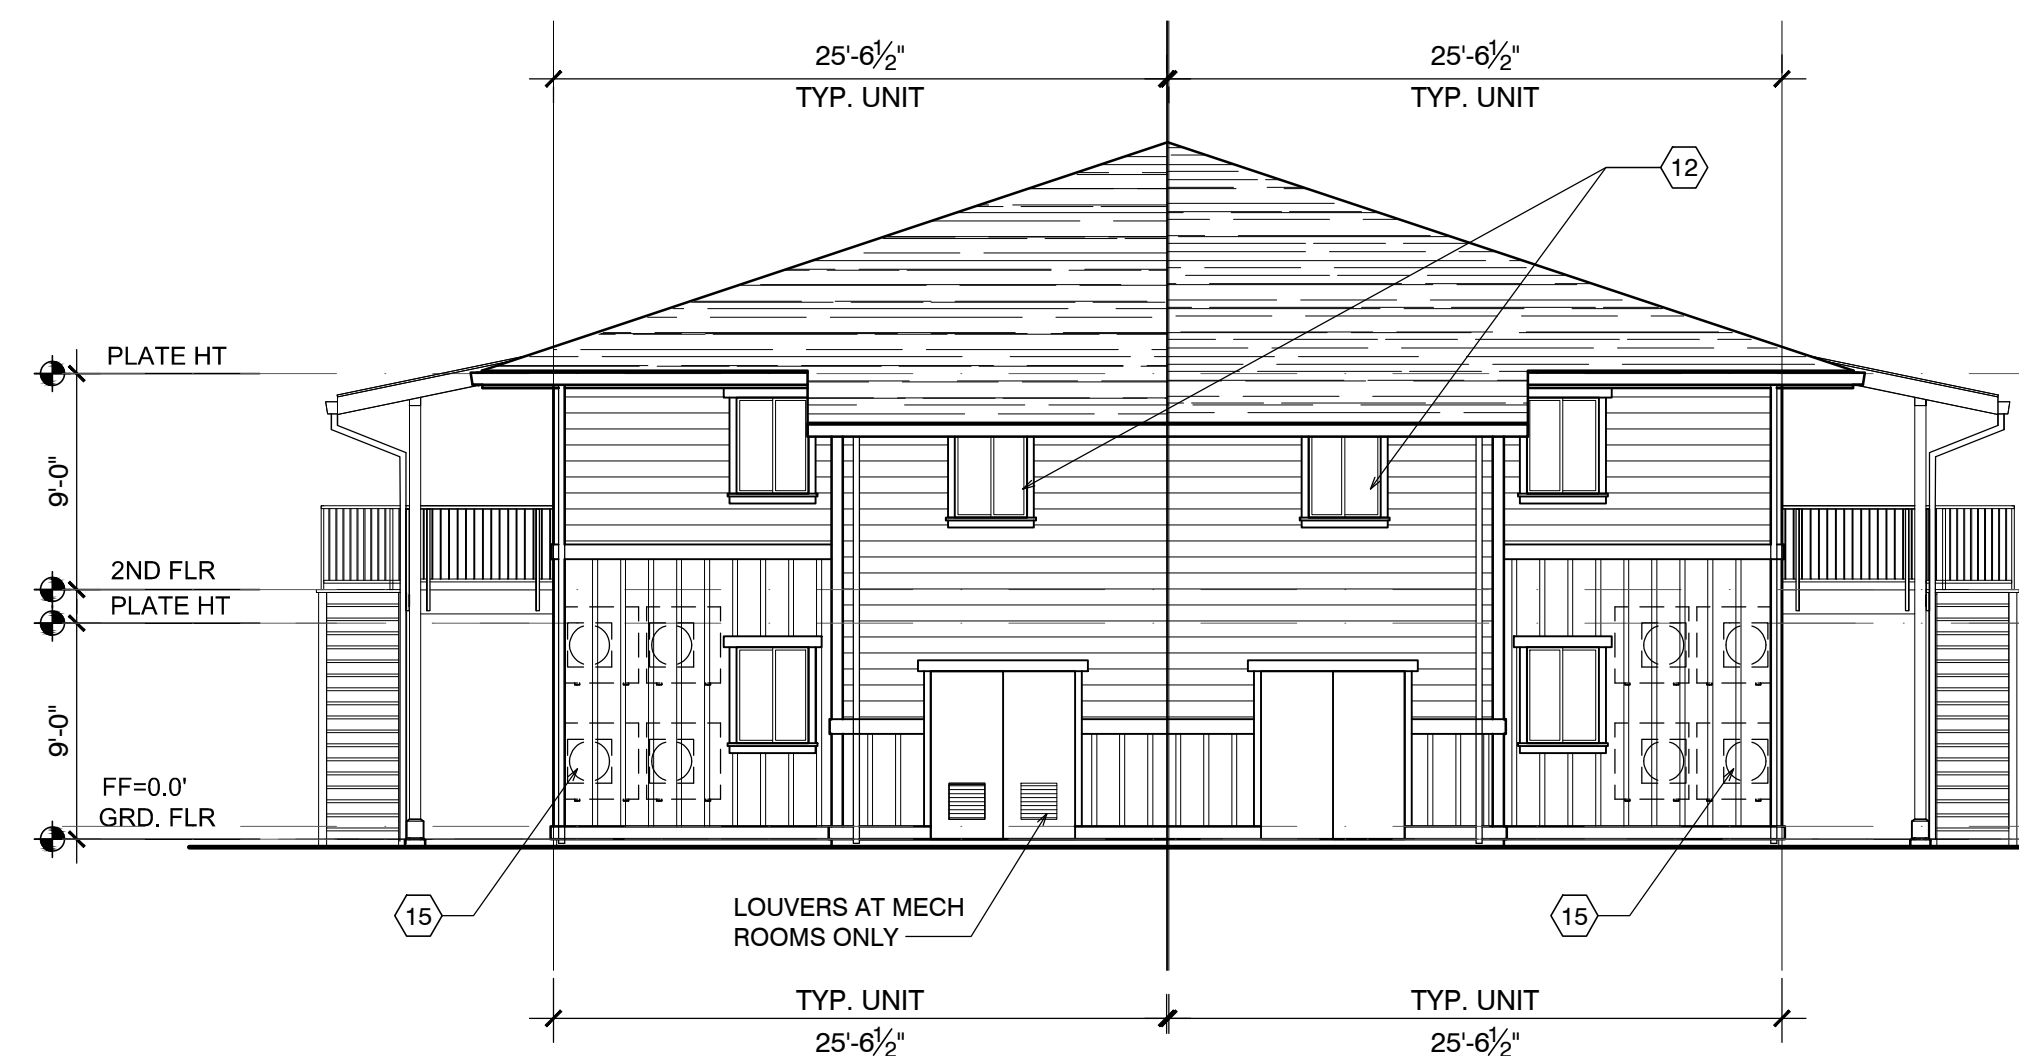 25'-6½" 25'-6½"
TYP. UNIT TYP. UNIT
12
PLATE HT
9'-0"
2ND FLR
PLATE HT
9'-0"
FF=0.0'
GRD. FLR
15
LOUVERS AT MECH
ROOMS ONLY
15
TYP. UNIT TYP. UNIT
25'-6½" 25'-6½"